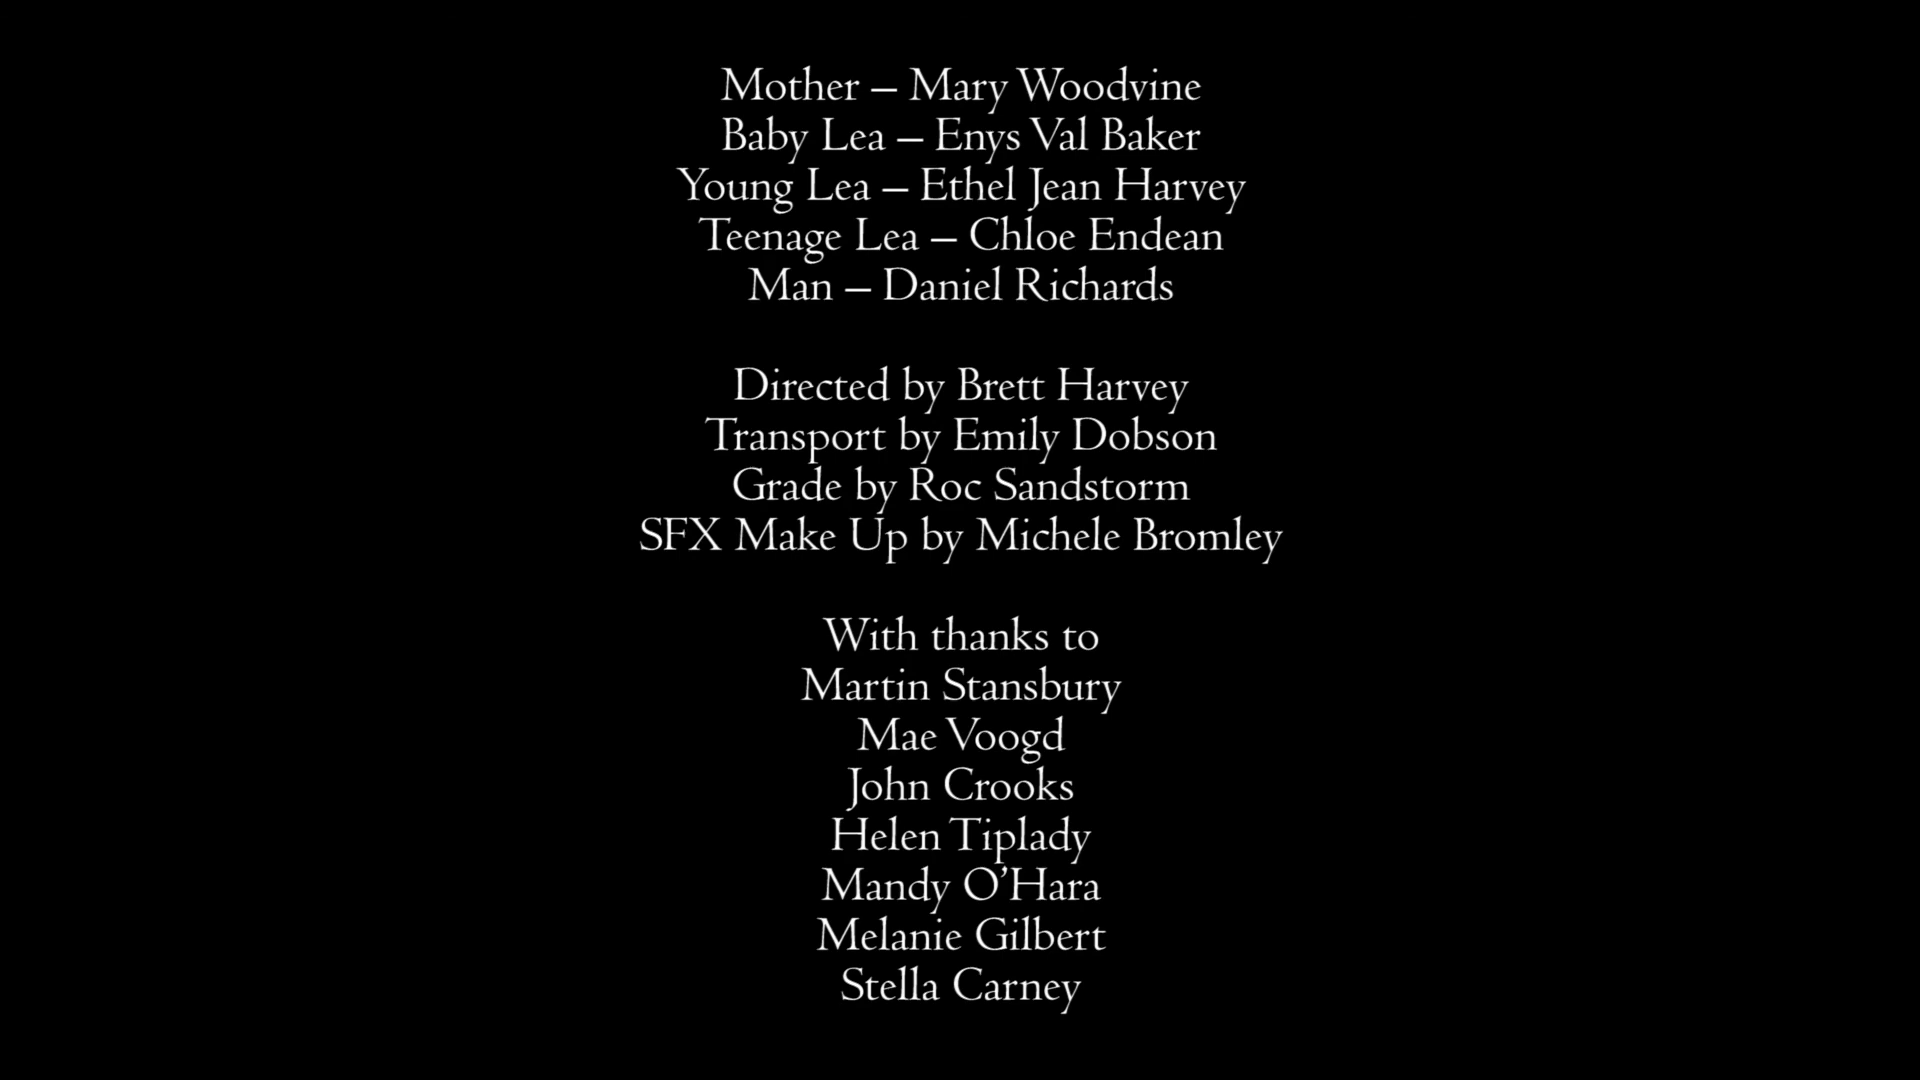 Mother – Mary Woodvine
Baby Lea – Enys Val Baker
Young Lea – Ethel Jean Harvey
Teenage Lea – Chloe Endean
Man – Daniel Richards
Directed by Brett Harvey
Transport by Emily Dobson
Grade by Roc Sandstorm
SFX Make Up by Michele Bromley
With thanks to
Martin Stansbury
Mae Voogd
John Crooks
Helen Tiplady
Mandy O’Hara
Melanie Gilbert
Stella Carney